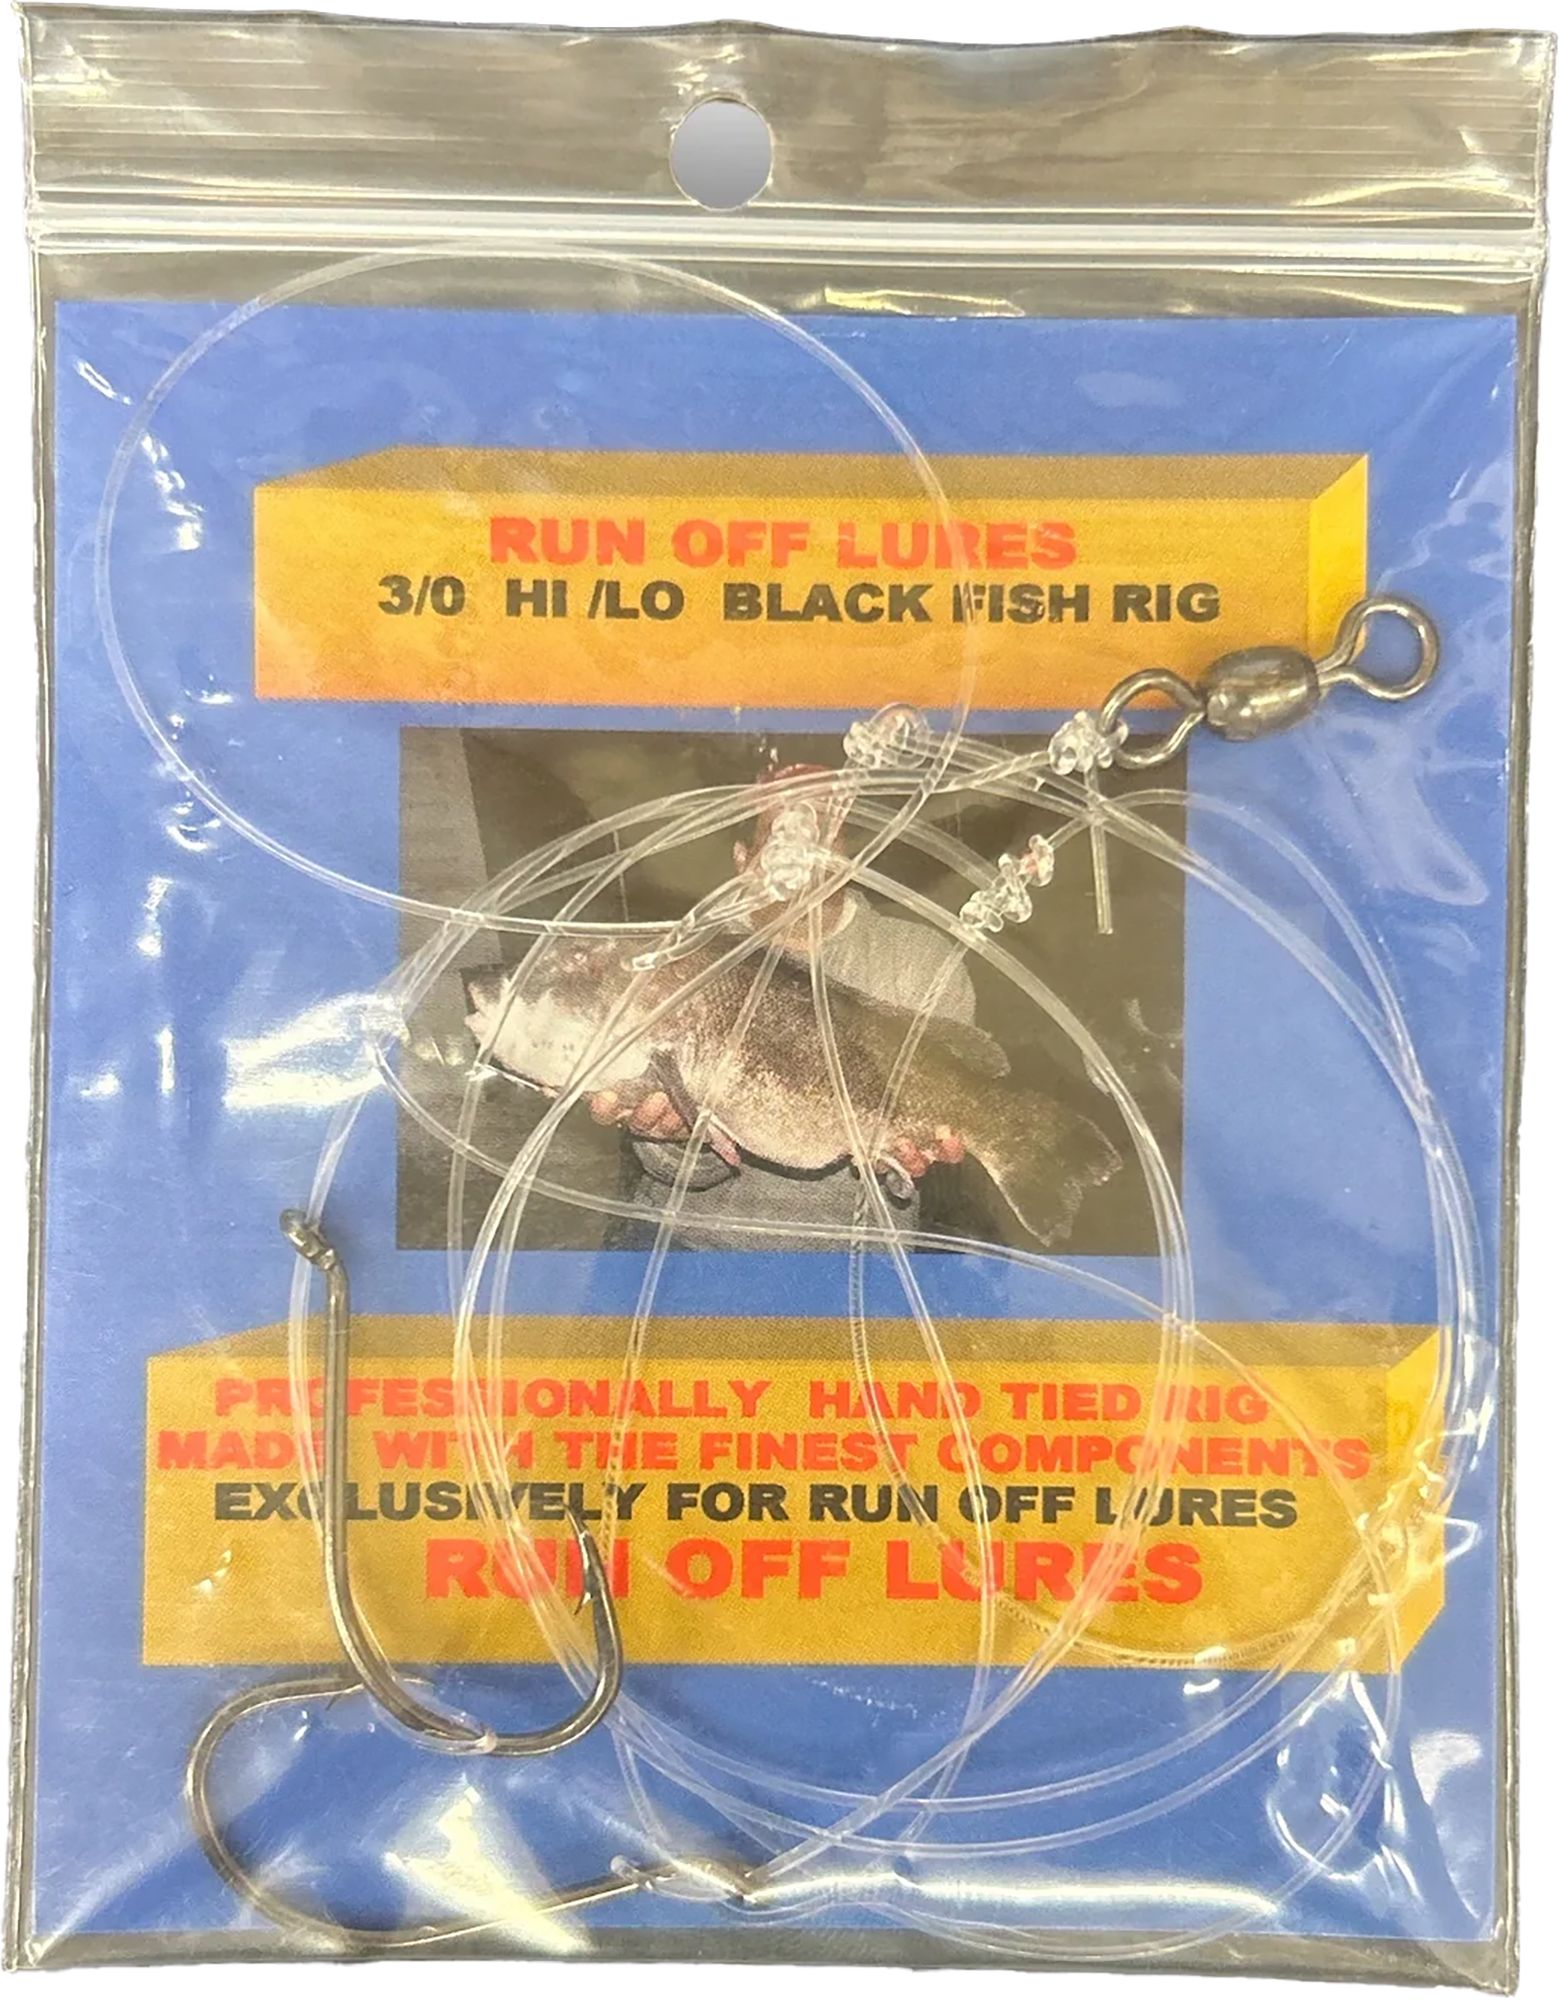 RUN OFF LURES
3/0 HI /LO BLACK FISH RIG
PROFESSIONALLY HAND TIED RIG
MADE WITH THE FINEST COMPONENTS
EXCLUSIVELY FOR RUN OFF LURES
RUN OFF LURES